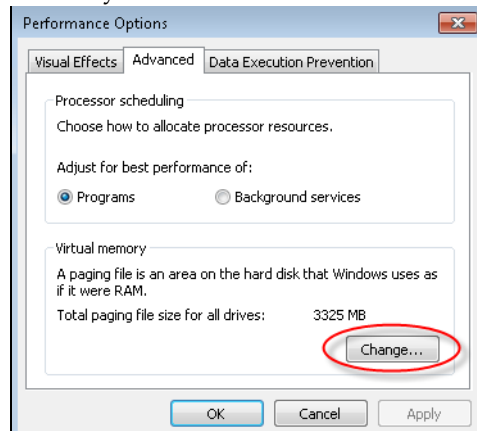 Performance Options
Visual Effects Advanced Data Execution Prevention
Processor scheduling
Choose how to allocate processor resources.
Adjust for best performance of:
Programs Background services
Virtual memory
A paging file is an area on the hard disk that Windows uses as
if it were RAM.
Total paging file size for all drives: 3325 MB
Change...
OK Cancel Apply